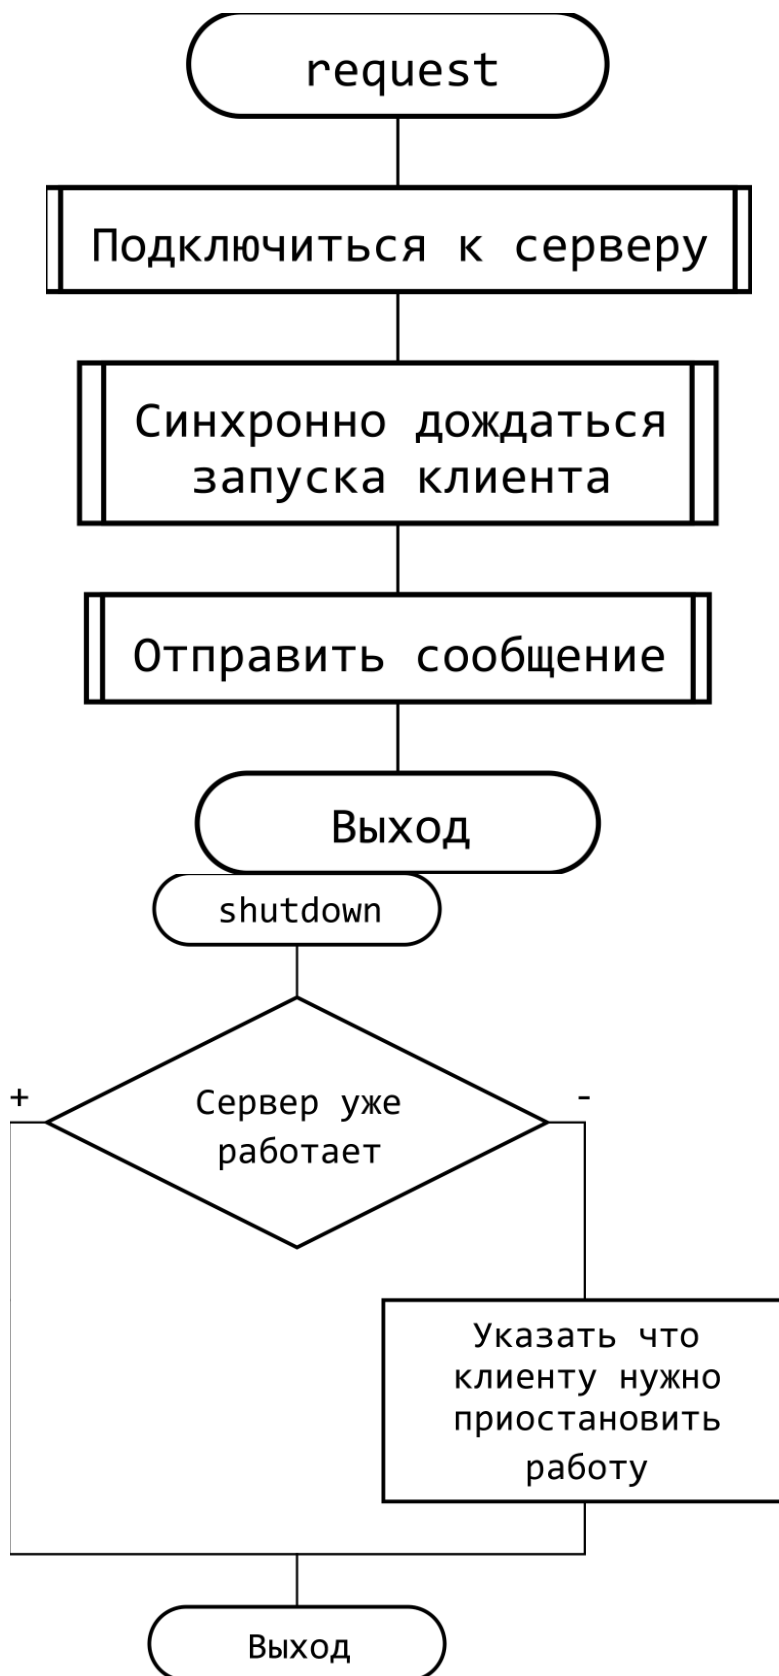 request
Подключиться к серверу
Синхронно дождаться
запуска клиента
Отправить сообщение
Выход
shutdown
+
-
Сервер уже
работает
Указать что
клиенту нужно
приостановить
работу
Выход